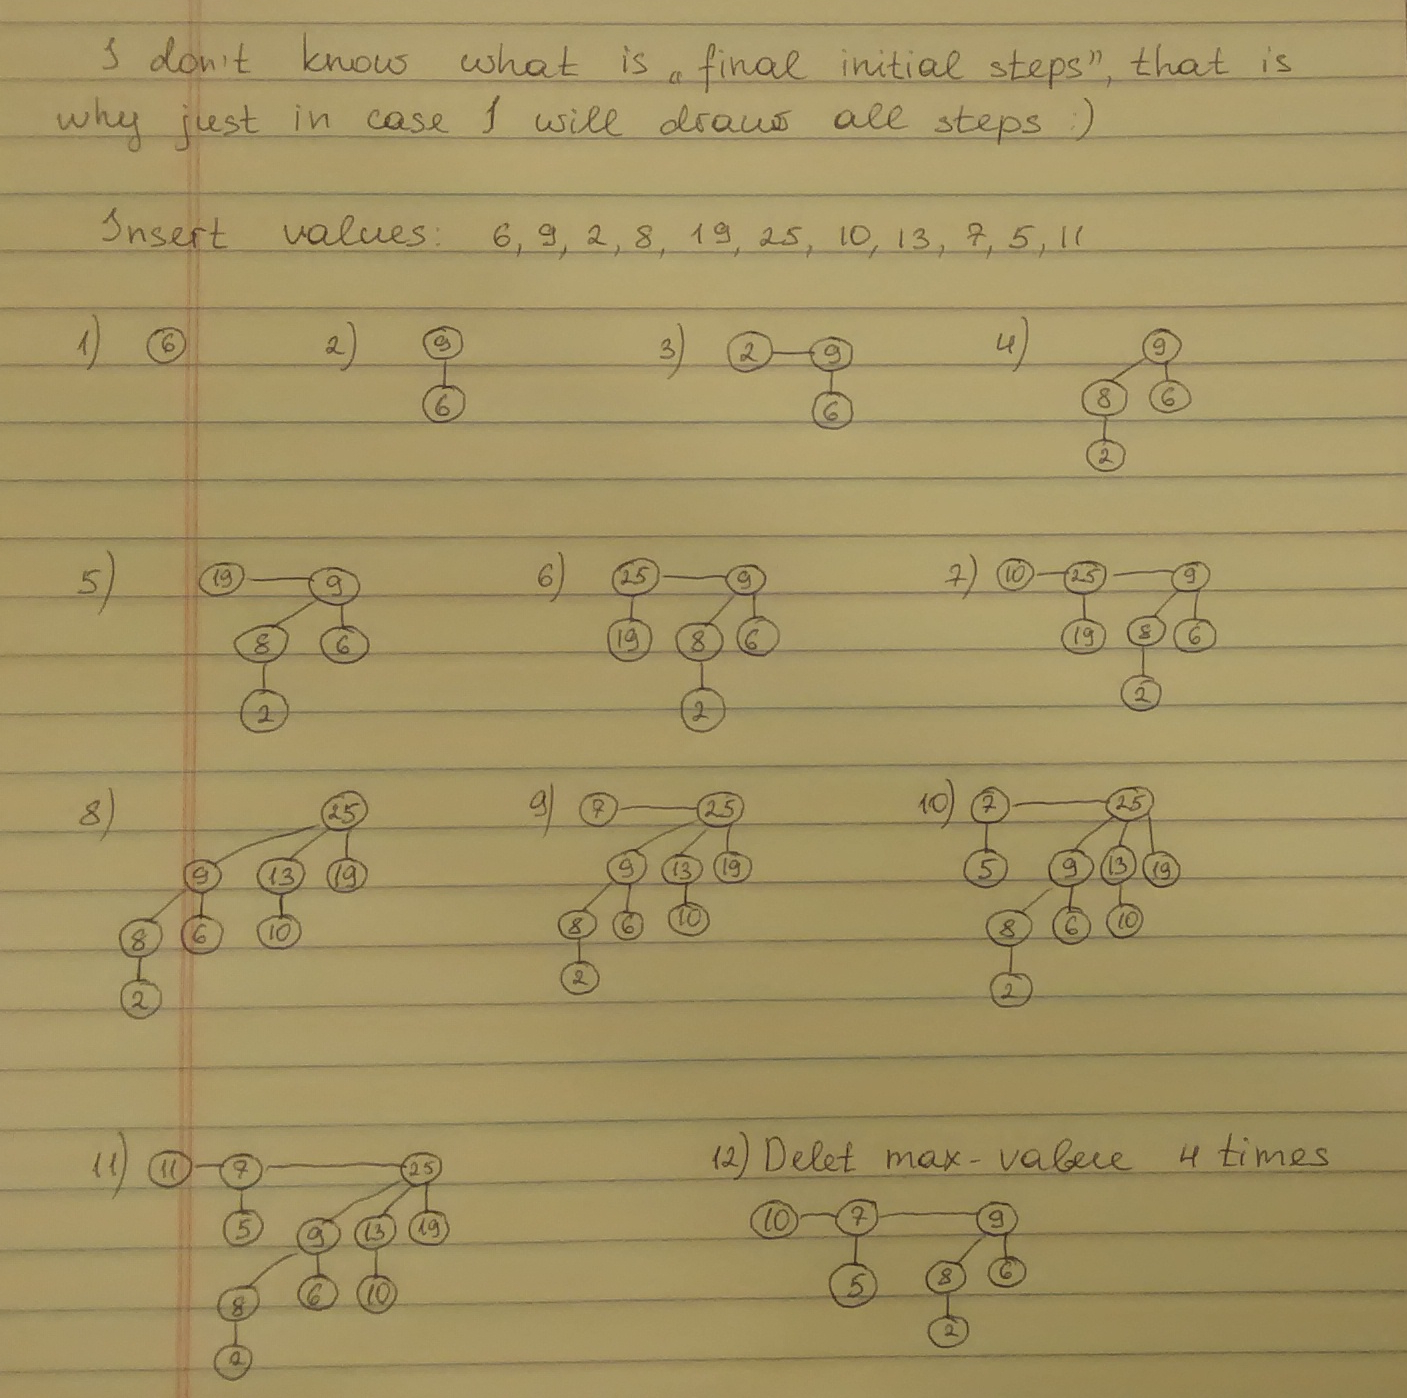 I don't know what is „final initial steps”, that is
why just in case I will draw all steps :)
Insert values: 6, 9, 2, 8, 19, 25, 10, 13, 7, 5, 11
1) 6 2) 9 3) 2 9 4) 9
6 6 8 6
2
5) 19 9 6) 25 9 7) 10 25 9
8 6 19 8 6 19 8 6
2 2 2
8) 25 9) 7 25 10) 7 25
9 13 19 9 13 19 5 9 13 19
8 6 10 8 6 10 8 6 10
2 2 2
11) 11 7 25 12) Delet max-value 4 times
10 7 9
5 9 13 19 5 8 6
8 6 10 2
2